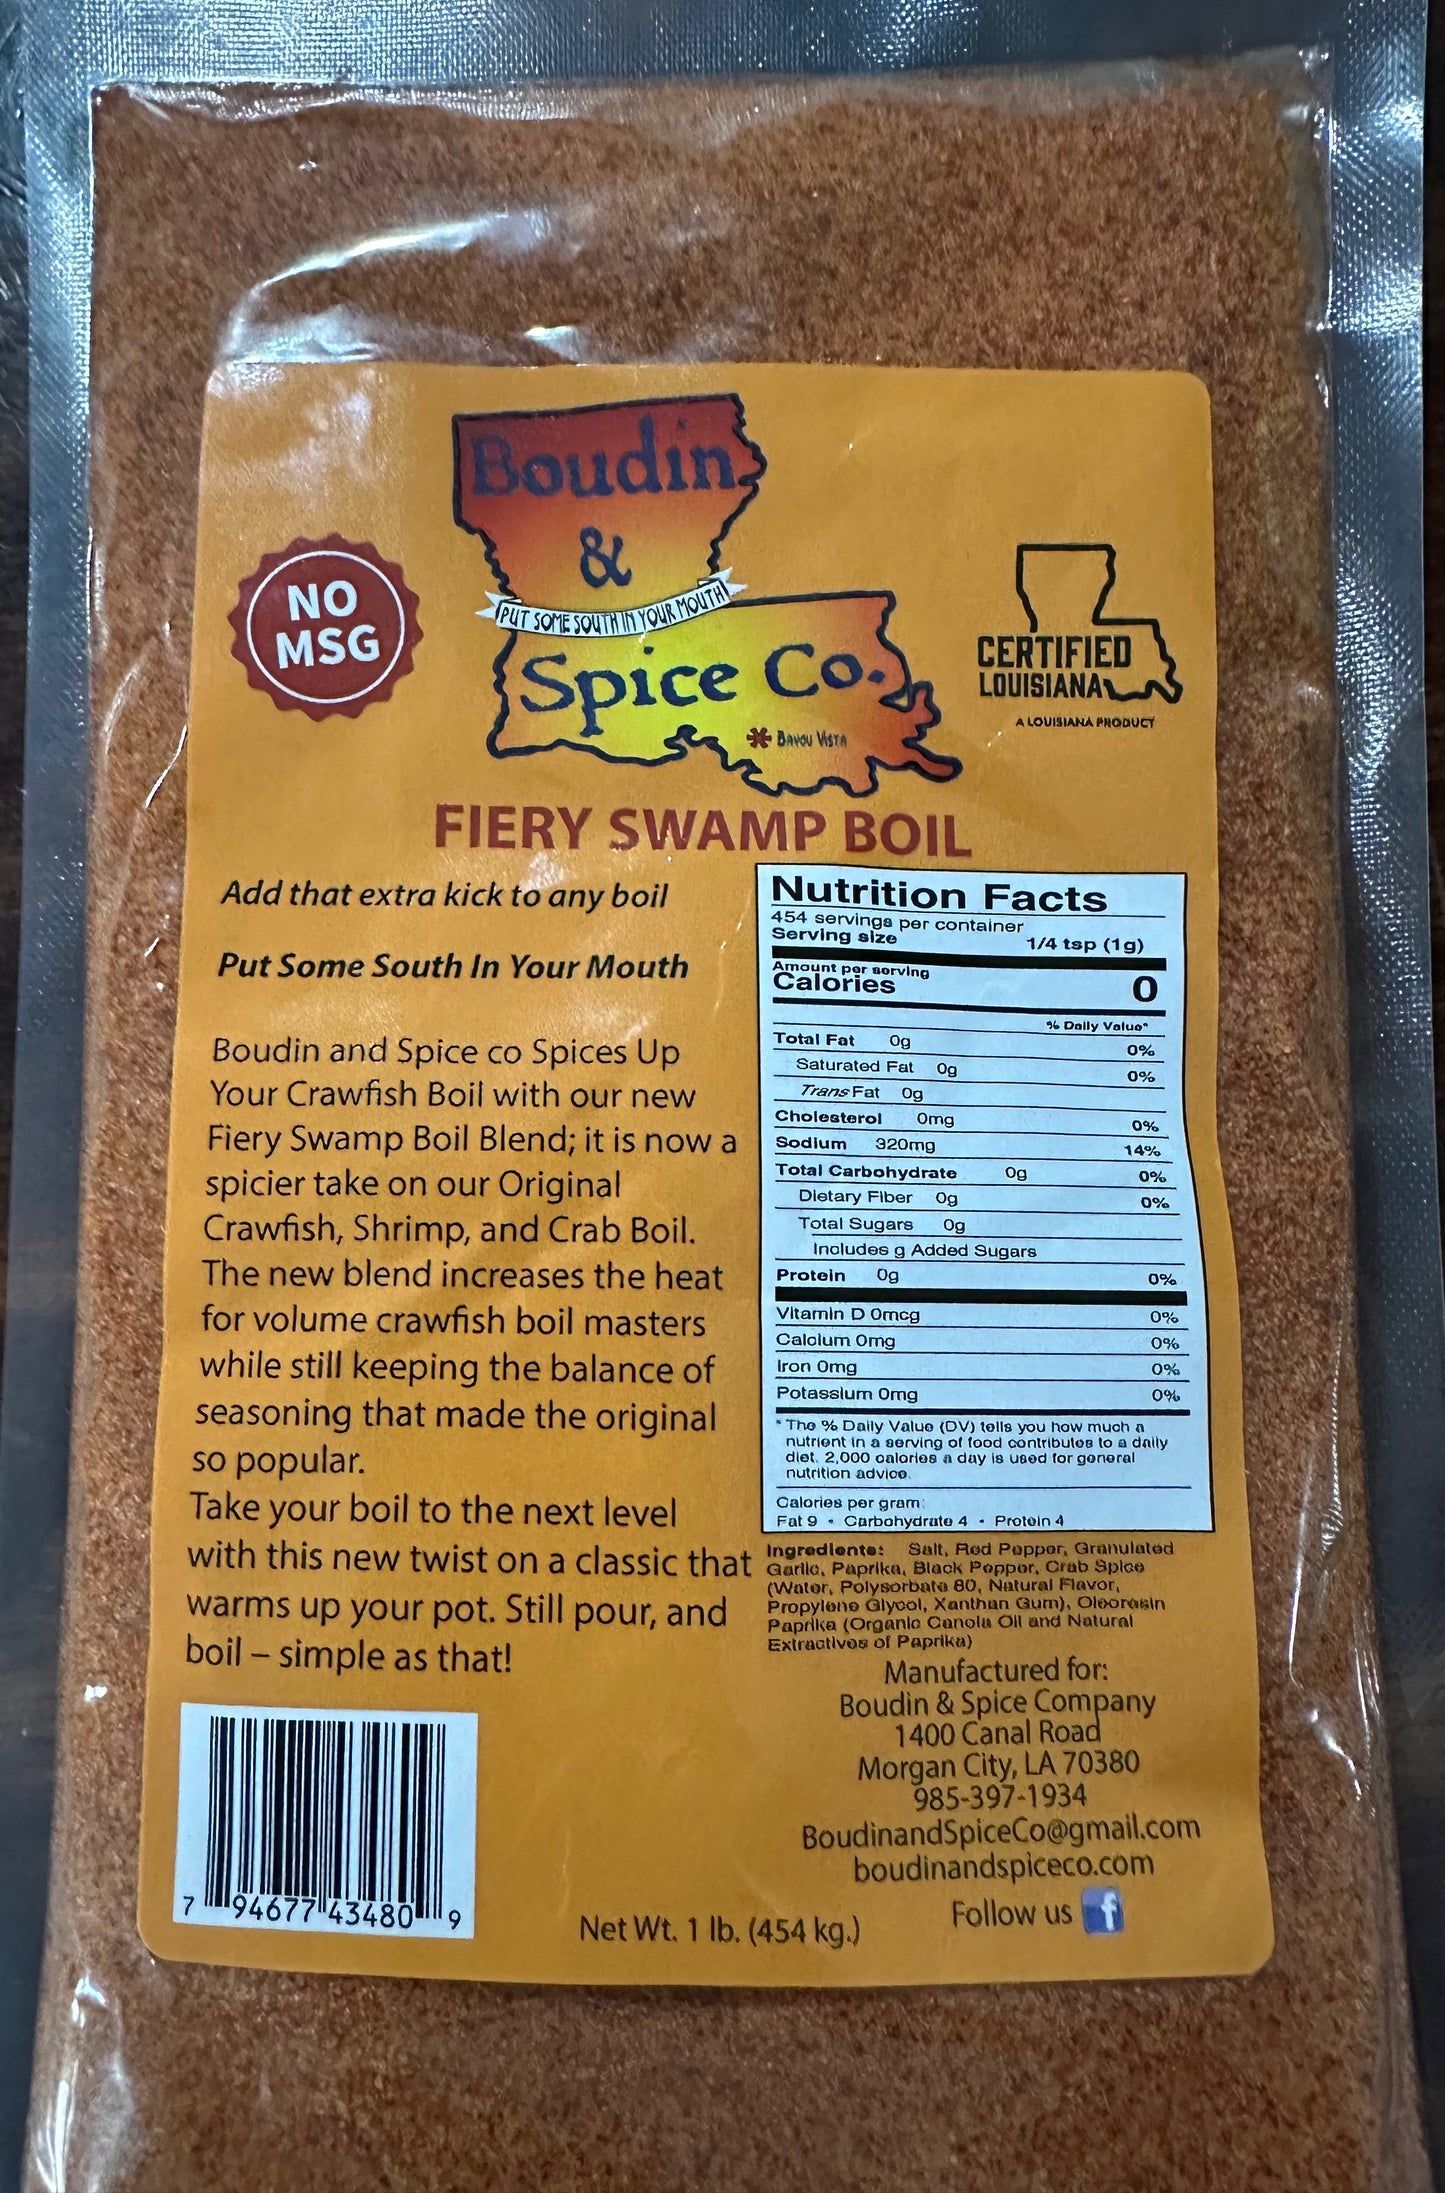 Boudin
&
PUT SOME SOUTH IN YOUR MOUTH
Spice Co.
Bayou Vista
NO
MSG
CERTIFIED
LOUISIANA
A LOUISIANA PRODUCT
FIERY SWAMP BOIL
Add that extra kick to any boil
Put Some South In Your Mouth
Boudin and Spice co Spices Up
Your Crawfish Boil with our new
Fiery Swamp Boil Blend; it is now a
spicier take on our Original
Crawfish, Shrimp, and Crab Boil.
The new blend increases the heat
for volume crawfish boil masters
while still keeping the balance of
seasoning that made the original
so popular.
Take your boil to the next level
with this new twist on a classic that
warms up your pot. Still pour, and
boil – simple as that!
Nutrition Facts
454 servings per container
Serving size 1/4 tsp (1g)
Amount per serving
Calories 0
% Daily Value*
Total Fat 0g 0%
Saturated Fat 0g 0%
Trans Fat 0g
Cholesterol 0mg 0%
Sodium 320mg 14%
Total Carbohydrate 0g 0%
Dietary Fiber 0g 0%
Total Sugars 0g
Includes g Added Sugars
Protein 0g 0%
Vitamin D 0mcg 0%
Calcium 0mg 0%
Iron 0mg 0%
Potassium 0mg 0%
* The % Daily Value (DV) tells you how much a
nutrient in a serving of food contributes to a daily
diet. 2,000 calories a day is used for general
nutrition advice.
Calories per gram:
Fat 9 • Carbohydrate 4 • Protein 4
Ingredients: Salt, Red Pepper, Granulated
Garlic, Paprika, Black Pepper, Crab Spice
(Water, Polysorbate 80, Natural Flavor,
Propylene Glycol, Xanthan Gum), Oleorasin
Paprika (Organic Canola Oil and Natural
Extractives of Paprika)
Manufactured for:
Boudin & Spice Company
1400 Canal Road
Morgan City, LA 70380
985-397-1934
BoudinandSpiceCo@gmail.com
boudinandspiceco.com
Follow us f
7 94677 43480 9
Net Wt. 1 lb. (454 kg.)